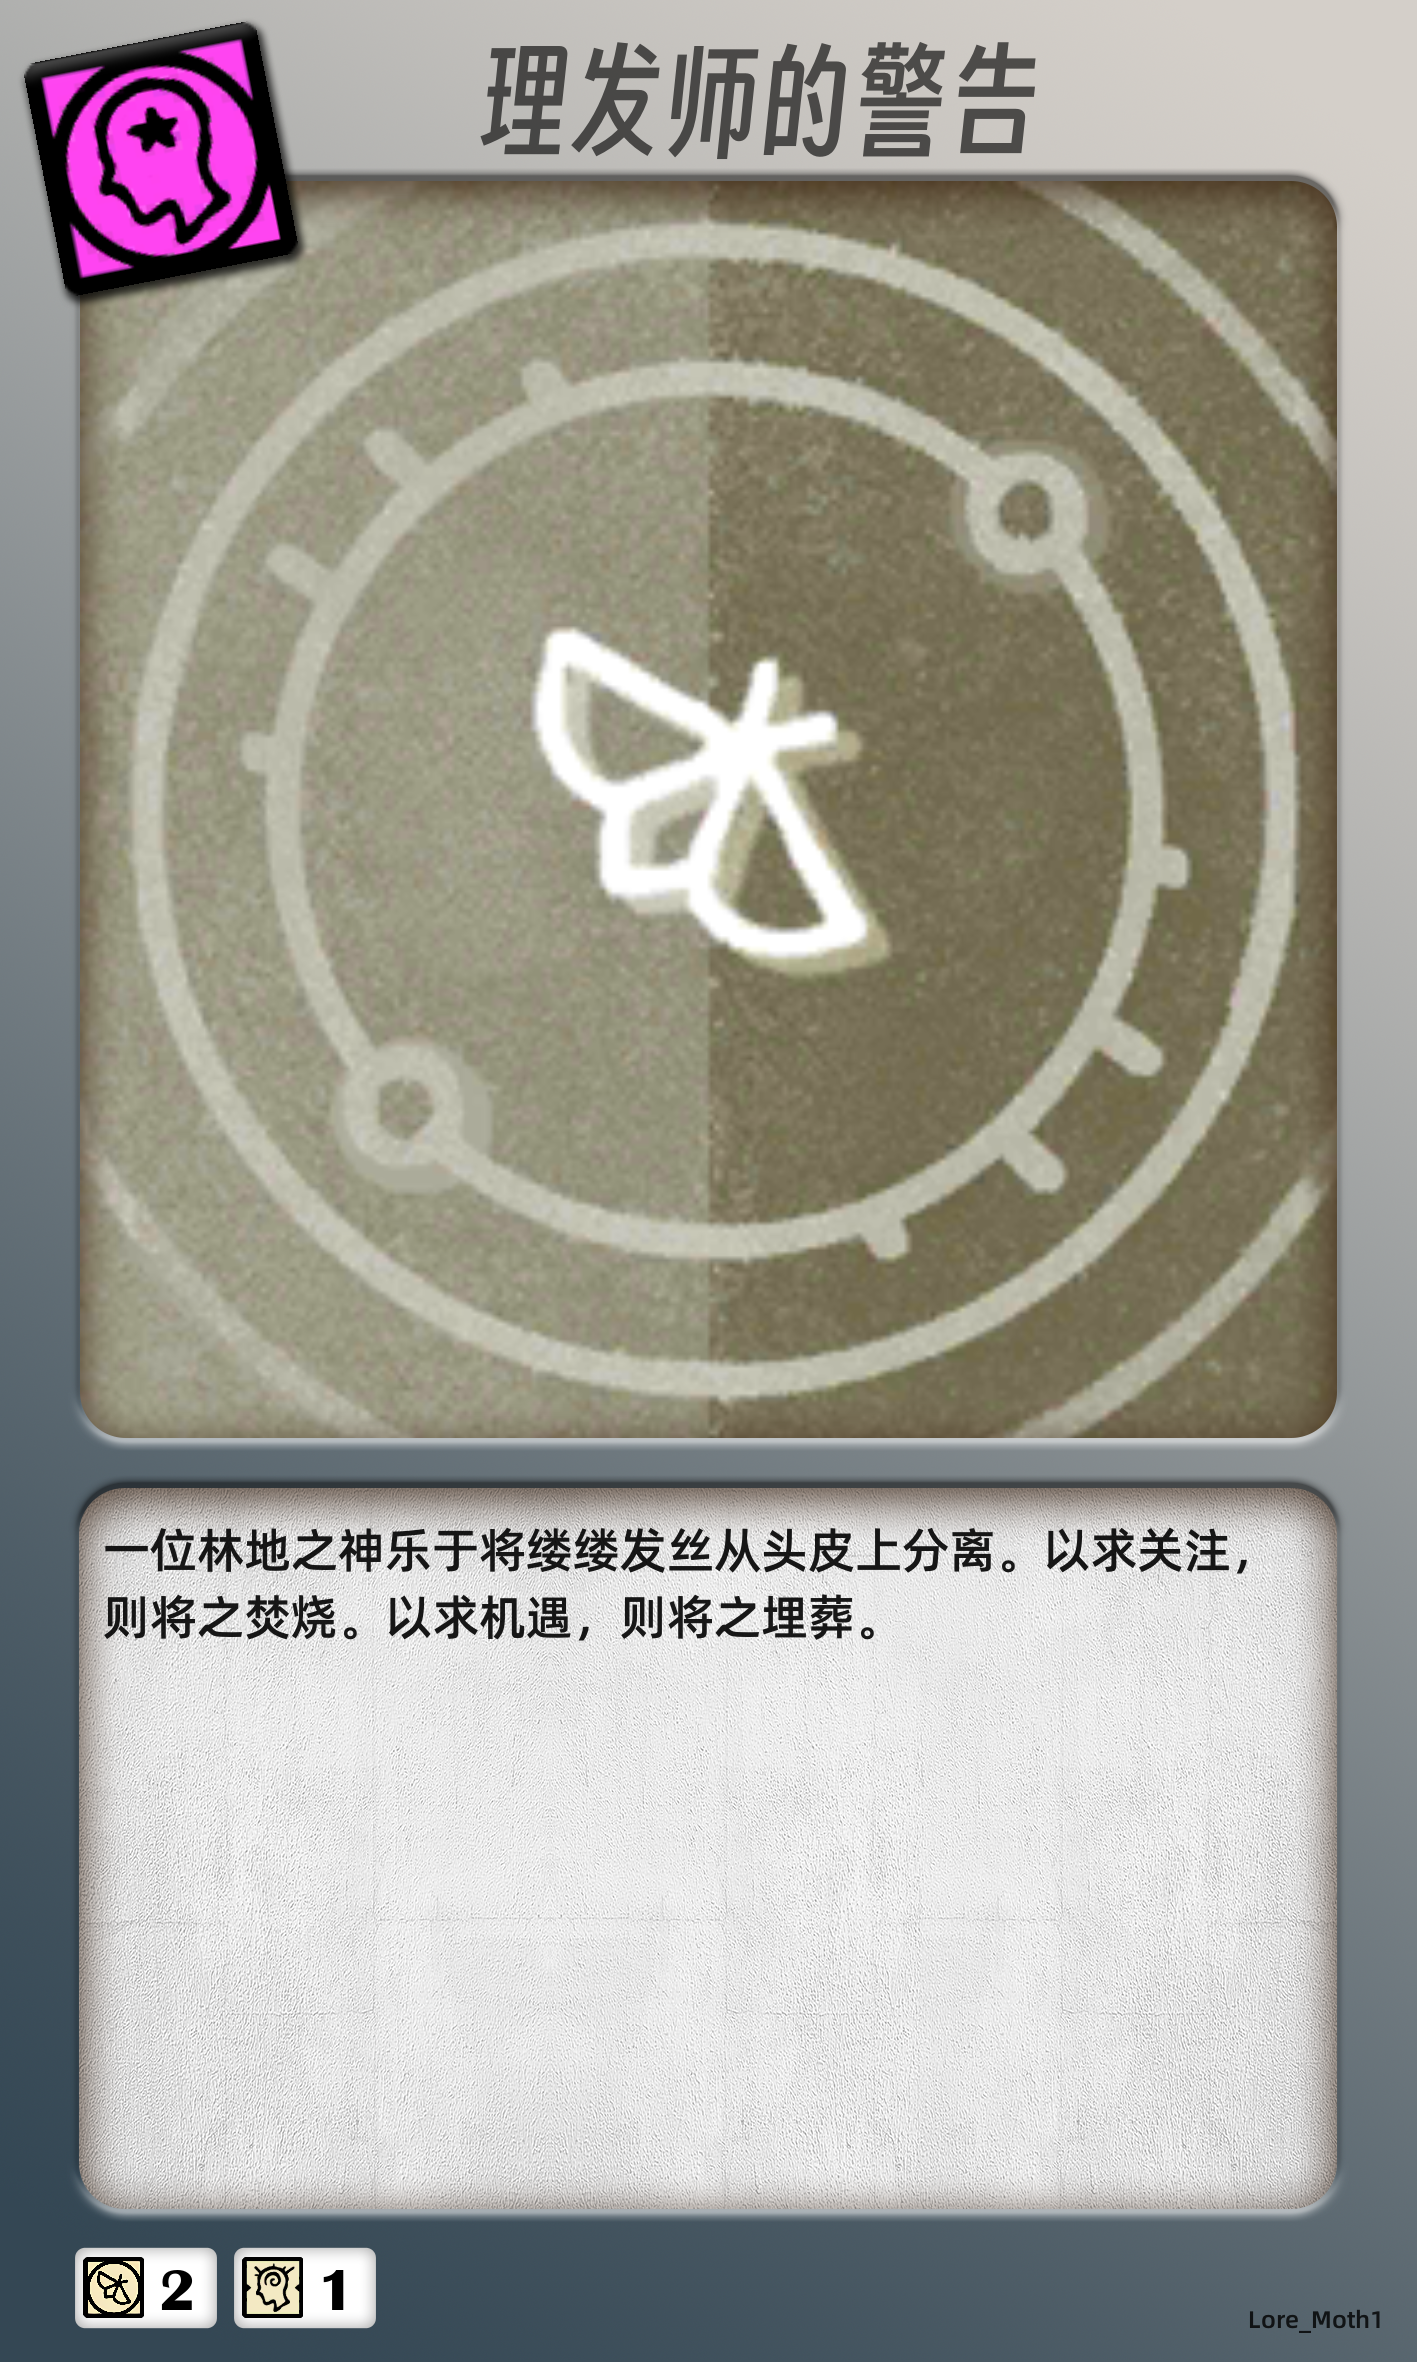 理发师的警告
一位林地之神乐于将缕缕发丝从头皮上分离。以求关注，
则将之焚烧。以求机遇，则将之埋葬。
2 1
Lore_Moth1